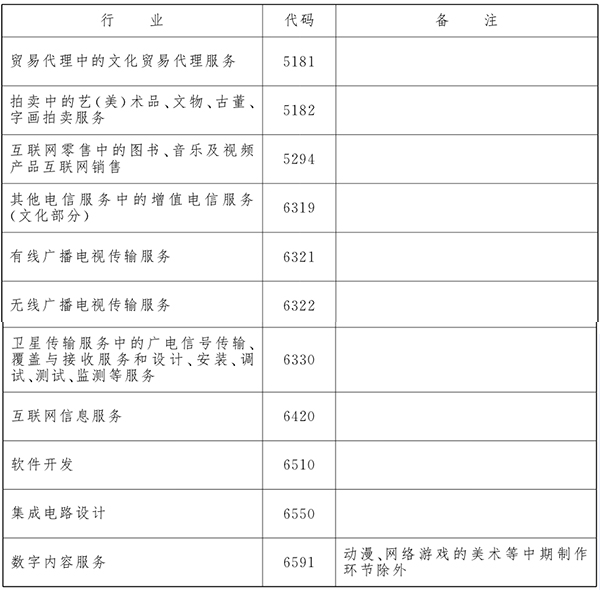 行 业 代码 备 注
贸易代理中的文化贸易代理服务 5181
拍卖中的艺(美)术品、文物、古董、
字画拍卖服务 5182
互联网零售中的图书、音乐及视频
产品互联网销售 5294
其他电信服务中的增值电信服务
(文化部分) 6319
有线广播电视传输服务 6321
无线广播电视传输服务 6322
卫星传输服务中的广电信号传输、
覆盖与接收服务和设计、安装、调 6330
试、测试、监测等服务
互联网信息服务 6420
软件开发 6510
集成电路设计 6550
数字内容服务 6591 动漫、网络游戏的美术等中期制作
环节除外